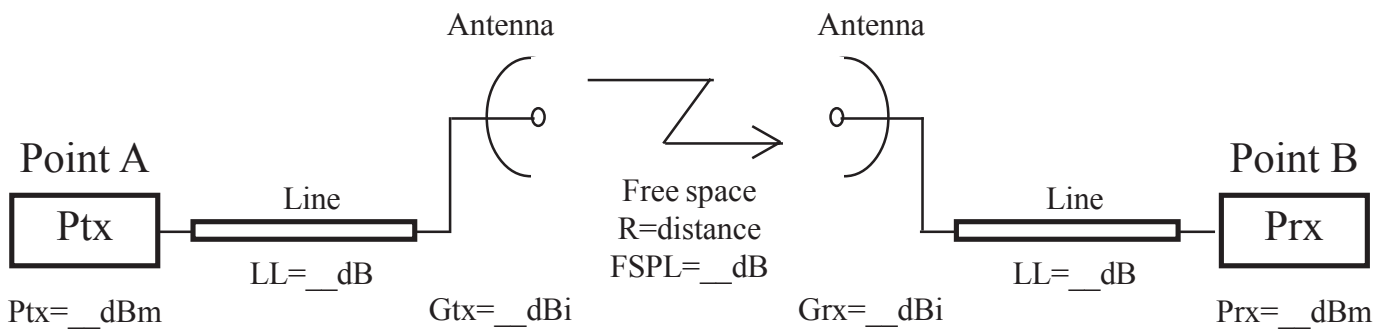 Antenna
Antenna
Point A
Ptx
Line
Free space
R=distance
FSPL=__dB
Line
Point B
Prx
LL=__dB
LL=__dB
Ptx=__dBm
Gtx=__dBi
Grx=__dBi
Prx=__dBm